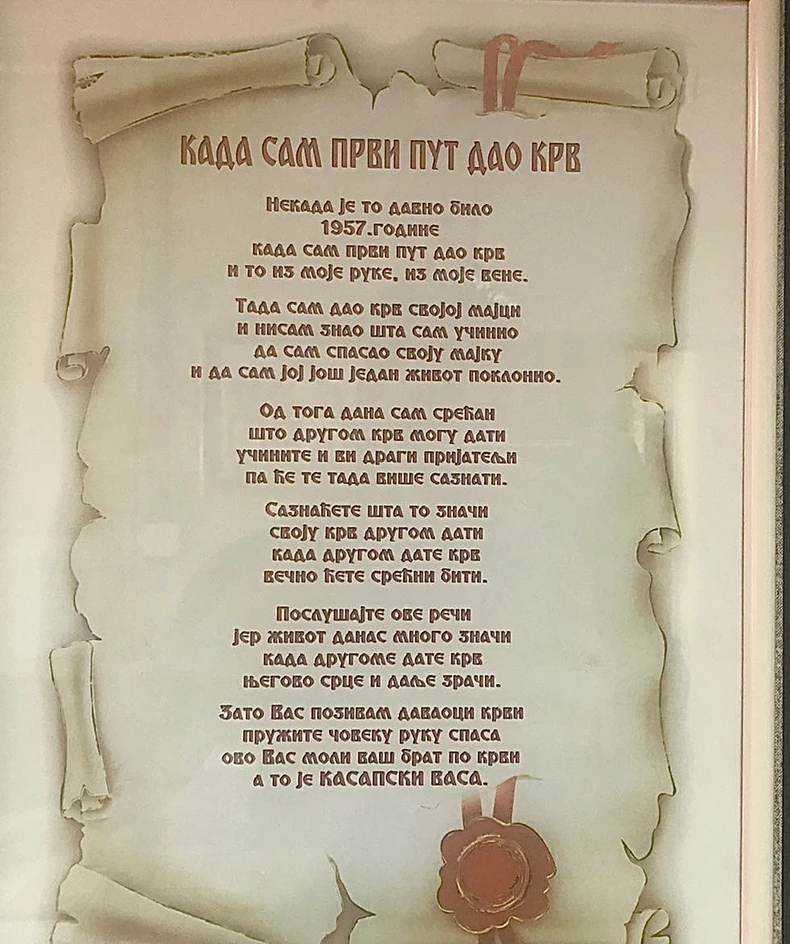 КАДА САМ ПРВИ ПУТ ДАО КРВ
Некада је то давно било
1957.године
када сам први пут дао крв
и то из моје руке, из моје вене.
Тада сам дао крв својој мајци
и нисам знао шта сам учинио
да сам спасао своју мајку
и да сам јој још један живот поклонио.
Од тога дана сам срећан
што другом крв могу дати
учините и ви драги пријатељи
па ће те тада више сазнати.
Сазнаћете шта то значи
своју крв другом дати
када другом дате крв
вечно ћете срећни бити.
Послушајте ове речи
јер живот данас много значи
када другоме дате крв
његово срце и даље зрачи.
Зато Вас позивам даваоци крви
пружите човеку руку спаса
ово Вас моли ваш брат по крви
а то је КАСАПСКИ ВАСА.